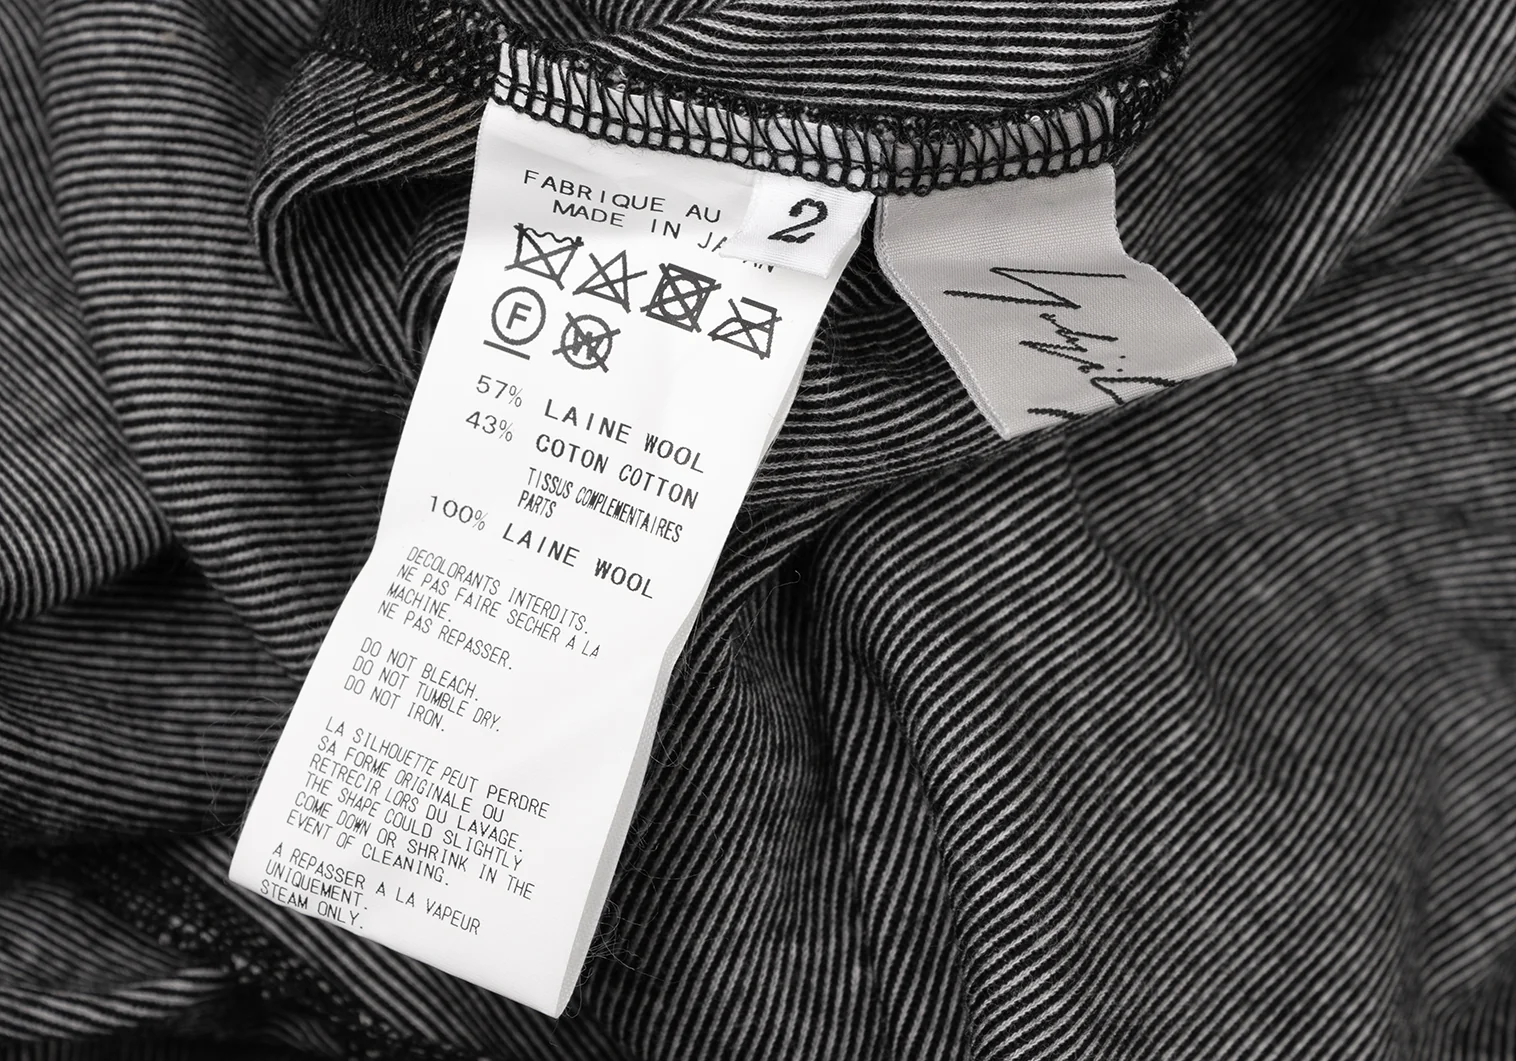 FABRIQUE AU
MADE IN JAPAN
2
F
W
57% LAINE WOOL
43% COTON COTTON
TISSUS COMPLEMENTAIRES
PARTS
100% LAINE WOOL
DECOLORANTS INTERDITS.
NE PAS FAIRE SECHER A LA
MACHINE.
NE PAS REPASSER.
DO NOT BLEACH.
DO NOT TUMBLE DRY.
DO NOT IRON.
LA SILHOUETTE PEUT PERDRE
SA FORME ORIGINALE OU
RETRECIR LORS DU LAVAGE.
THE SHAPE COULD SLIGHTLY
COME DOWN OR SHRINK IN THE
EVENT OF CLEANING.
A REPASSER A LA VAPEUR
UNIQUEMENT.
STEAM ONLY.